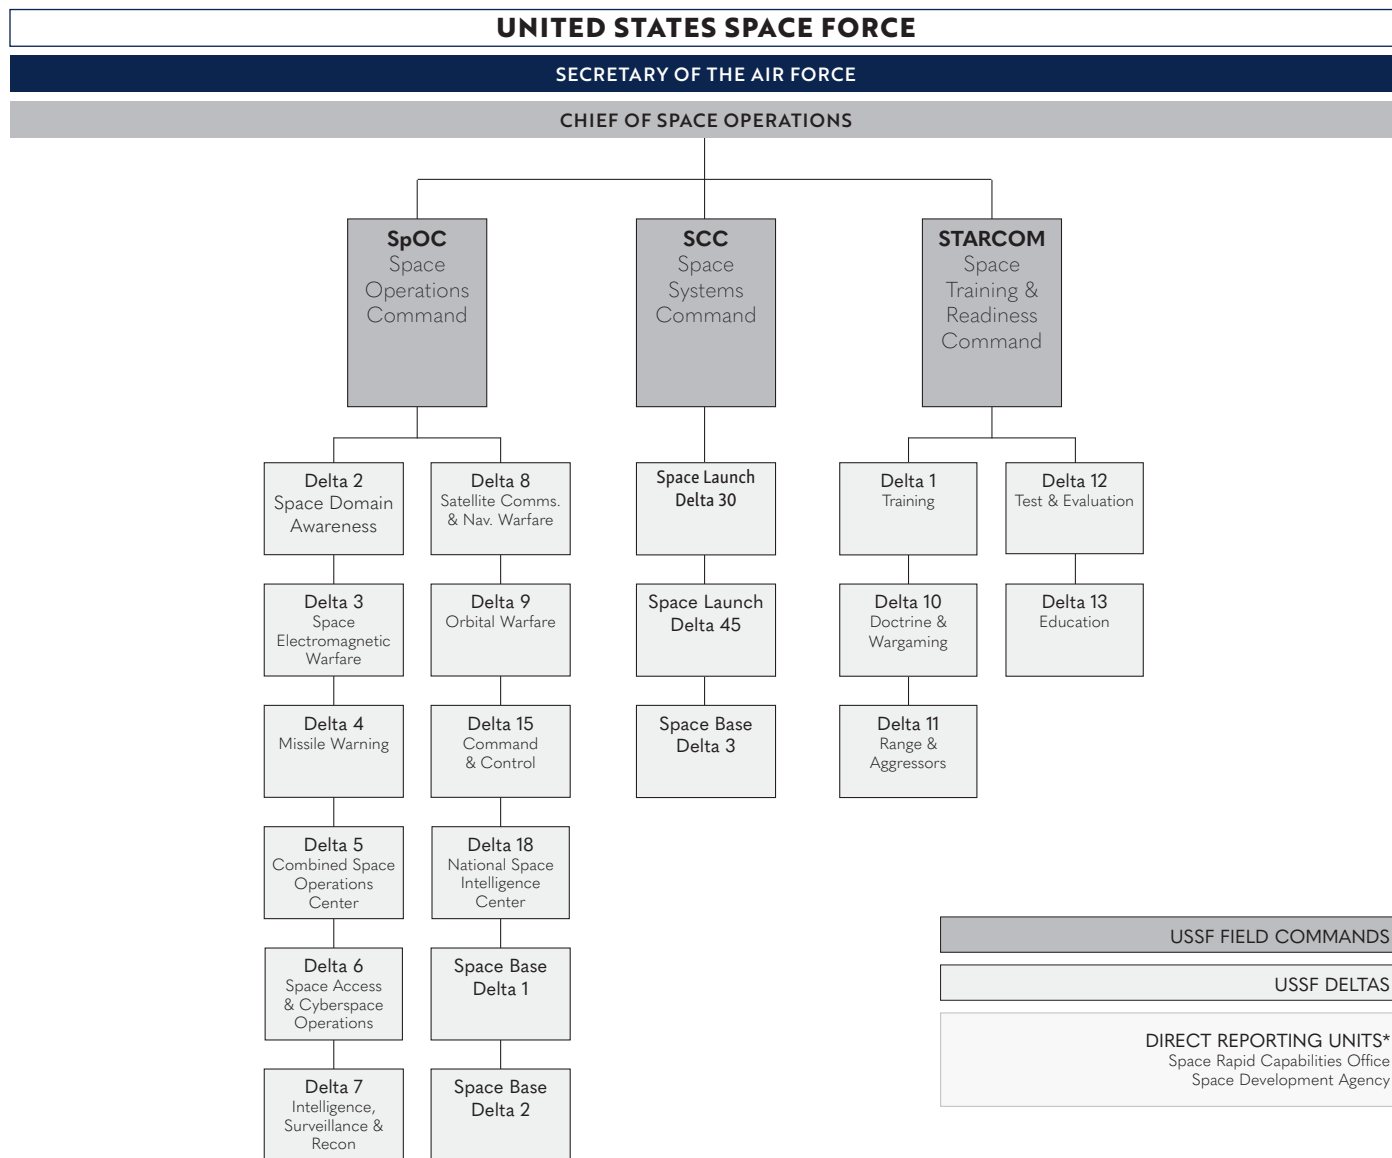 UNITED STATES SPACE FORCE
SECRETARY OF THE AIR FORCE
CHIEF OF SPACE OPERATIONS
SpOC
Space
Operations
Command
SCC
Space
Systems
Command
STARCOM
Space
Training &
Readiness
Command
Delta 2
Space Domain
Awareness
Delta 3
Space
Electromagnetic
Warfare
Delta 4
Missile Warning
Delta 5
Combined Space
Operations
Center
Delta 6
Space Access
& Cyberspace
Operations
Delta 7
Intelligence,
Surveillance &
Recon
Delta 8
Satellite Comms.
& Nav. Warfare
Delta 9
Orbital Warfare
Delta 15
Command
& Control
Delta 18
National Space
Intelligence
Center
Space Base
Delta 1
Space Base
Delta 2
Space Launch
Delta 30
Space Launch
Delta 45
Space Base
Delta 3
Delta 1
Training
Delta 10
Doctrine &
Wargaming
Delta 11
Range &
Aggressors
Delta 12
Test & Evaluation
Delta 13
Education
USSF FIELD COMMANDS
USSF DELTAS
DIRECT REPORTING UNITS*
Space Rapid Capabilities Office
Space Development Agency